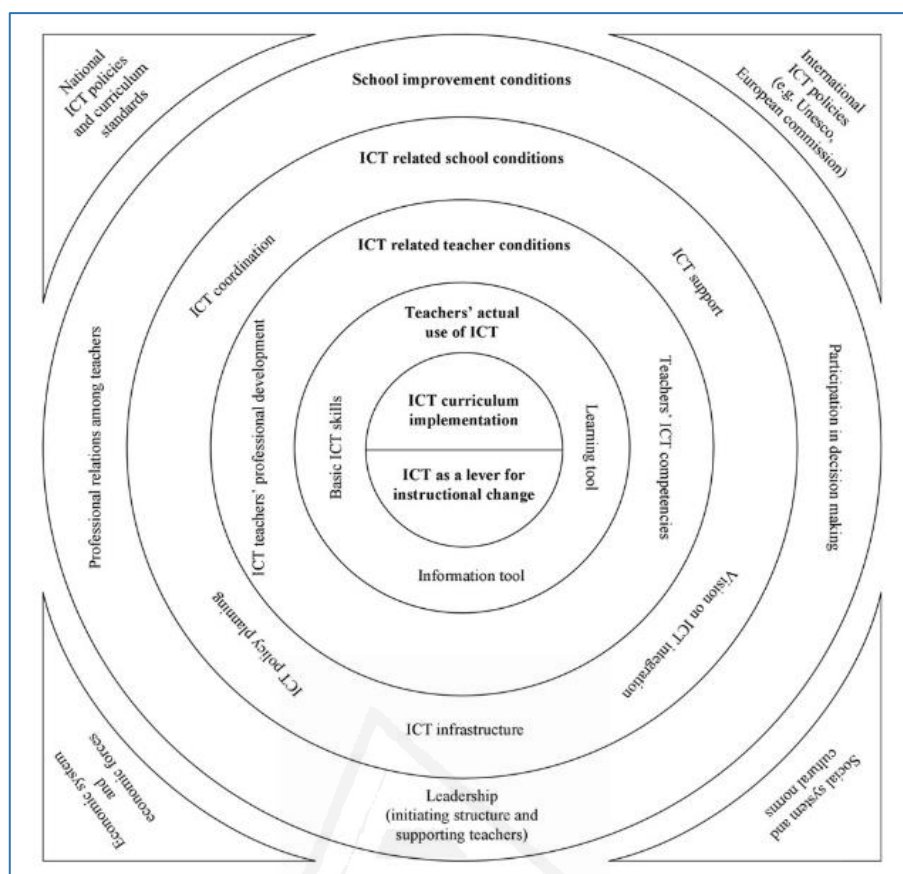 National
ICT policies
and curriculum
standards
International
ICT policies
(e.g. Unesco,
European commission)
School improvement conditions
ICT related school conditions
ICT related teacher conditions
ICT coordination
ICT support
Teachers' actual
use of ICT
Professional relations among teachers
ICT teachers' professional development
Basic ICT skills
ICT curriculum
implementation
ICT as a lever for
instructional change
Learning tool
Teachers' ICT competencies
Participation in decision making
Information tool
ICT policy planning
Vision on ICT integration
ICT infrastructure
Leadership
(initiating structure and
supporting teachers)
Economic system
and
economic forces
Social system and
cultural norms